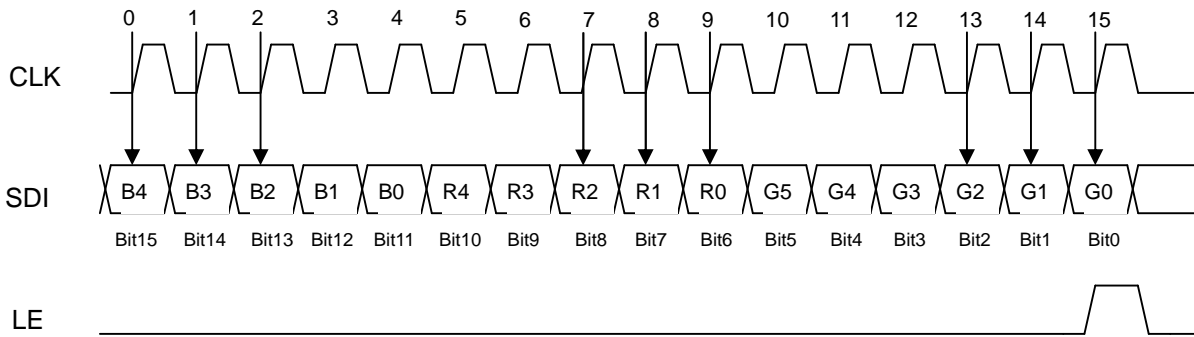 0 1 2 3 4 5 6 7 8 9 10 11 12 13 14 15
CLK
SDI B4 B3 B2 B1 B0 R4 R3 R2 R1 R0 G5 G4 G3 G2 G1 G0
Bit15 Bit14 Bit13 Bit12 Bit11 Bit10 Bit9 Bit8 Bit7 Bit6 Bit5 Bit4 Bit3 Bit2 Bit1 Bit0
LE